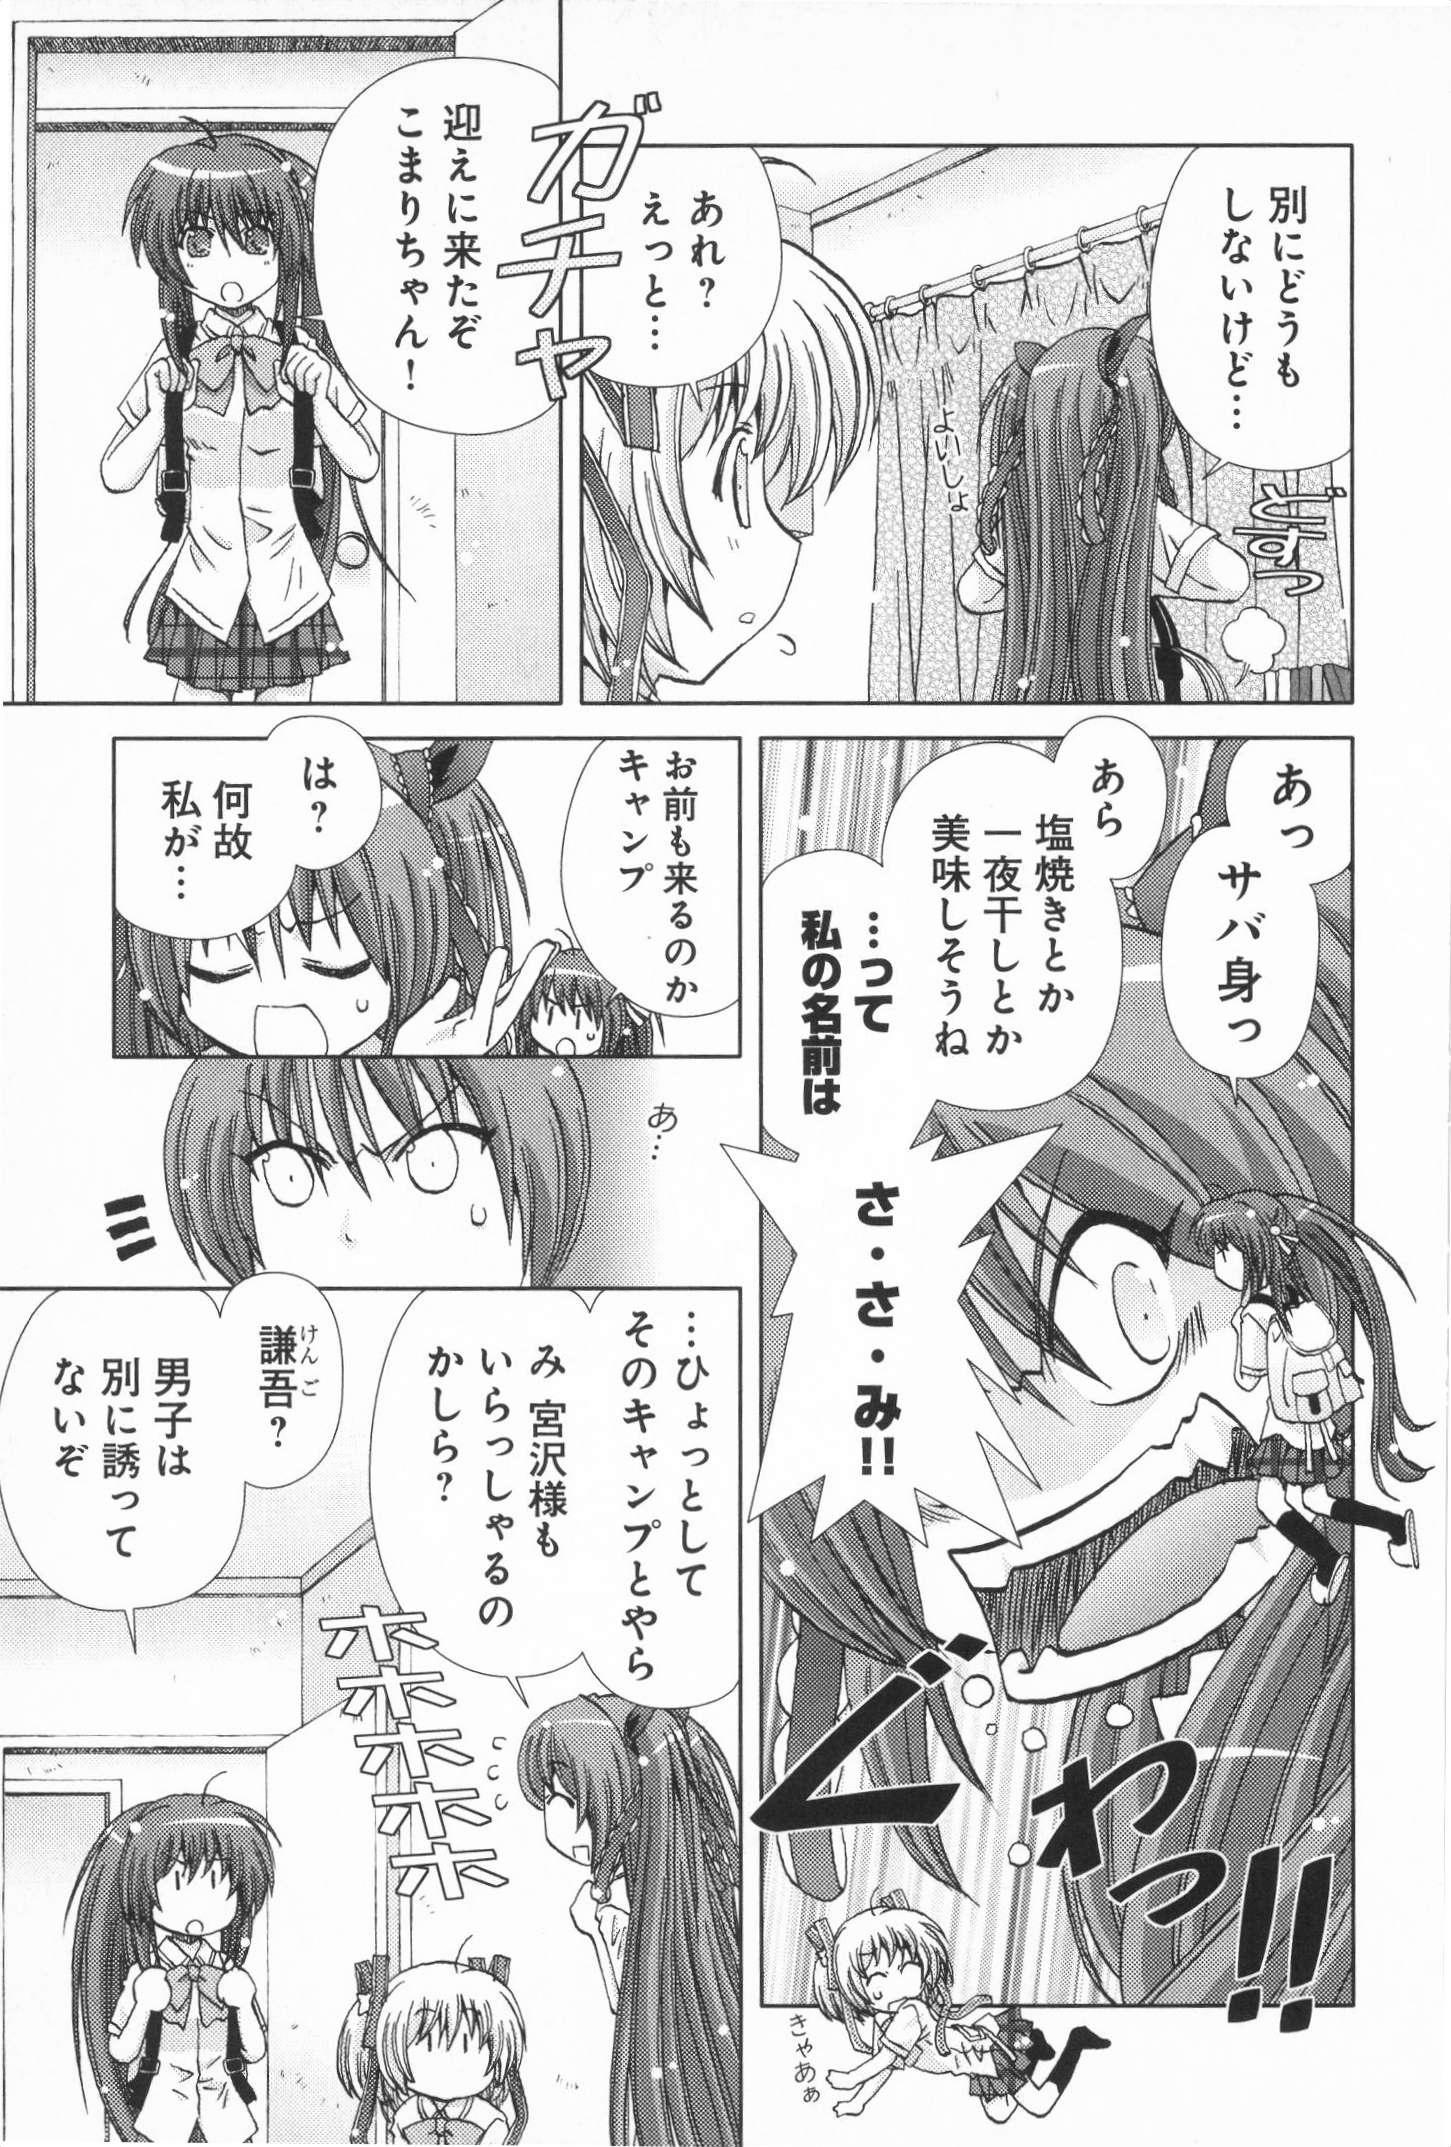 別にどうも
しないけど…
よいしょ
どすっ
あれ?
えっと…
ガチャ
迎えに来たぞ
こまりちゃん!
あっ
サバ身っ
あら
塩焼きとか
一夜干しとか
美味しそうね
…って
私の名前は
さ・さ・み!!
ぐわっ!!
きゃあぁ
お前も来るのか
キャンプ
は?
何故
私が…
あ…
…ひょっとして
そのキャンプとやら
み 宮沢様も
いらっしゃるの
かしら?
ホホホホホホ
謙吾?
けんご
男子は
別に誘って
ないぞ